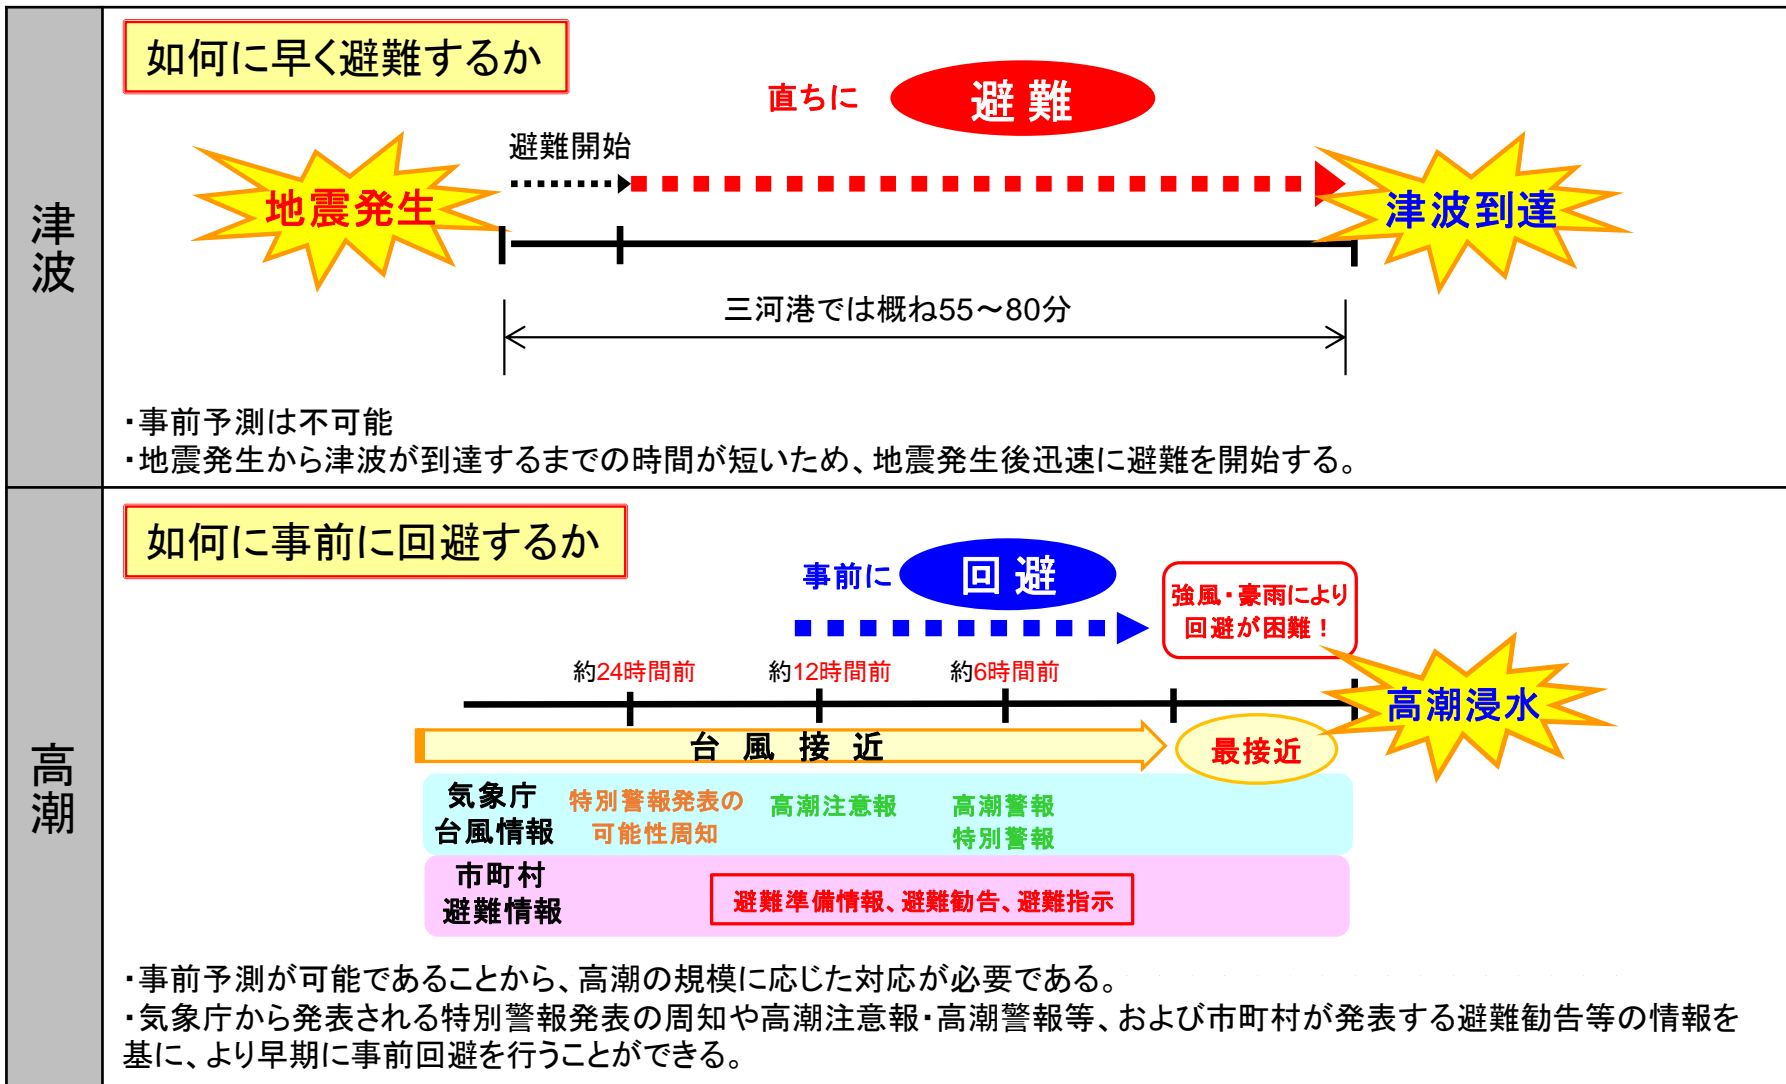 津波
如何に早く避難するか
直ちに 避難
避難開始
地震発生
津波到達
三河港では概ね55～80分
・事前予測は不可能
・地震発生から津波が到達するまでの時間が短いため、地震発生後迅速に避難を開始する。
高潮
如何に事前に回避するか
事前に 回避
強風・豪雨により
回避が困難！
約24時間前 約12時間前 約6時間前
高潮浸水
台風接近
最接近
気象庁
台風情報
特別警報発表の
可能性周知
高潮注意報
高潮警報
特別警報
市町村
避難情報
避難準備情報、避難勧告、避難指示
・事前予測が可能であることから、高潮の規模に応じた対応が必要である。
・気象庁から発表される特別警報発表の周知や高潮注意報・高潮警報等、および市町村が発表する避難勧告等の情報を
基に、より早期に事前回避を行うことができる。